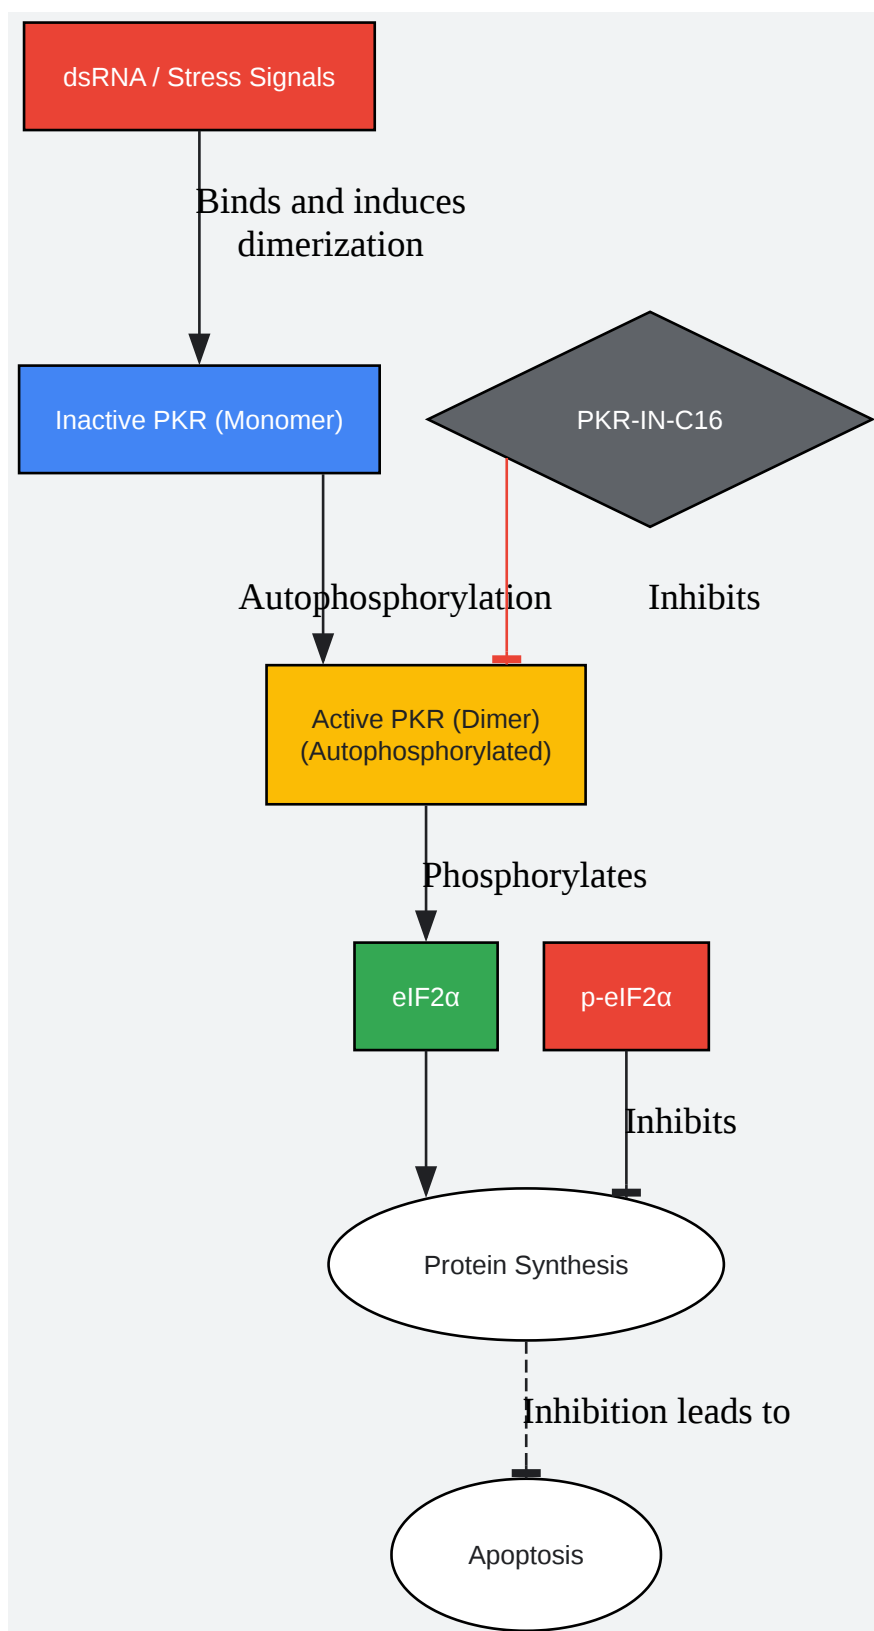 dsRNA / Stress Signals
Binds and induces
dimerization
Inactive PKR (Monomer)
PKR-IN-C16
Autophosphorylation
Inhibits
Active PKR (Dimer)
(Autophosphorylated)
Phosphorylates
eIF2α
p-eIF2α
Inhibits
Protein Synthesis
Inhibition leads to
Apoptosis